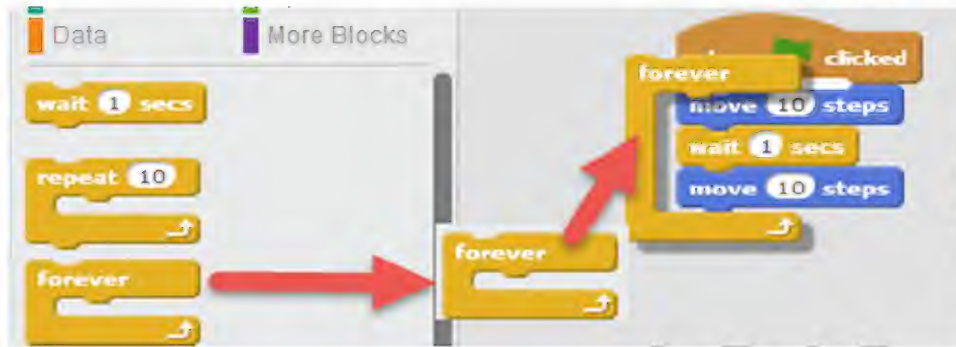 Data
More Blocks
wait 1 secs
repeat 10
forever
forever
forever
clicked
move 10 steps
wait 1 secs
move 10 steps